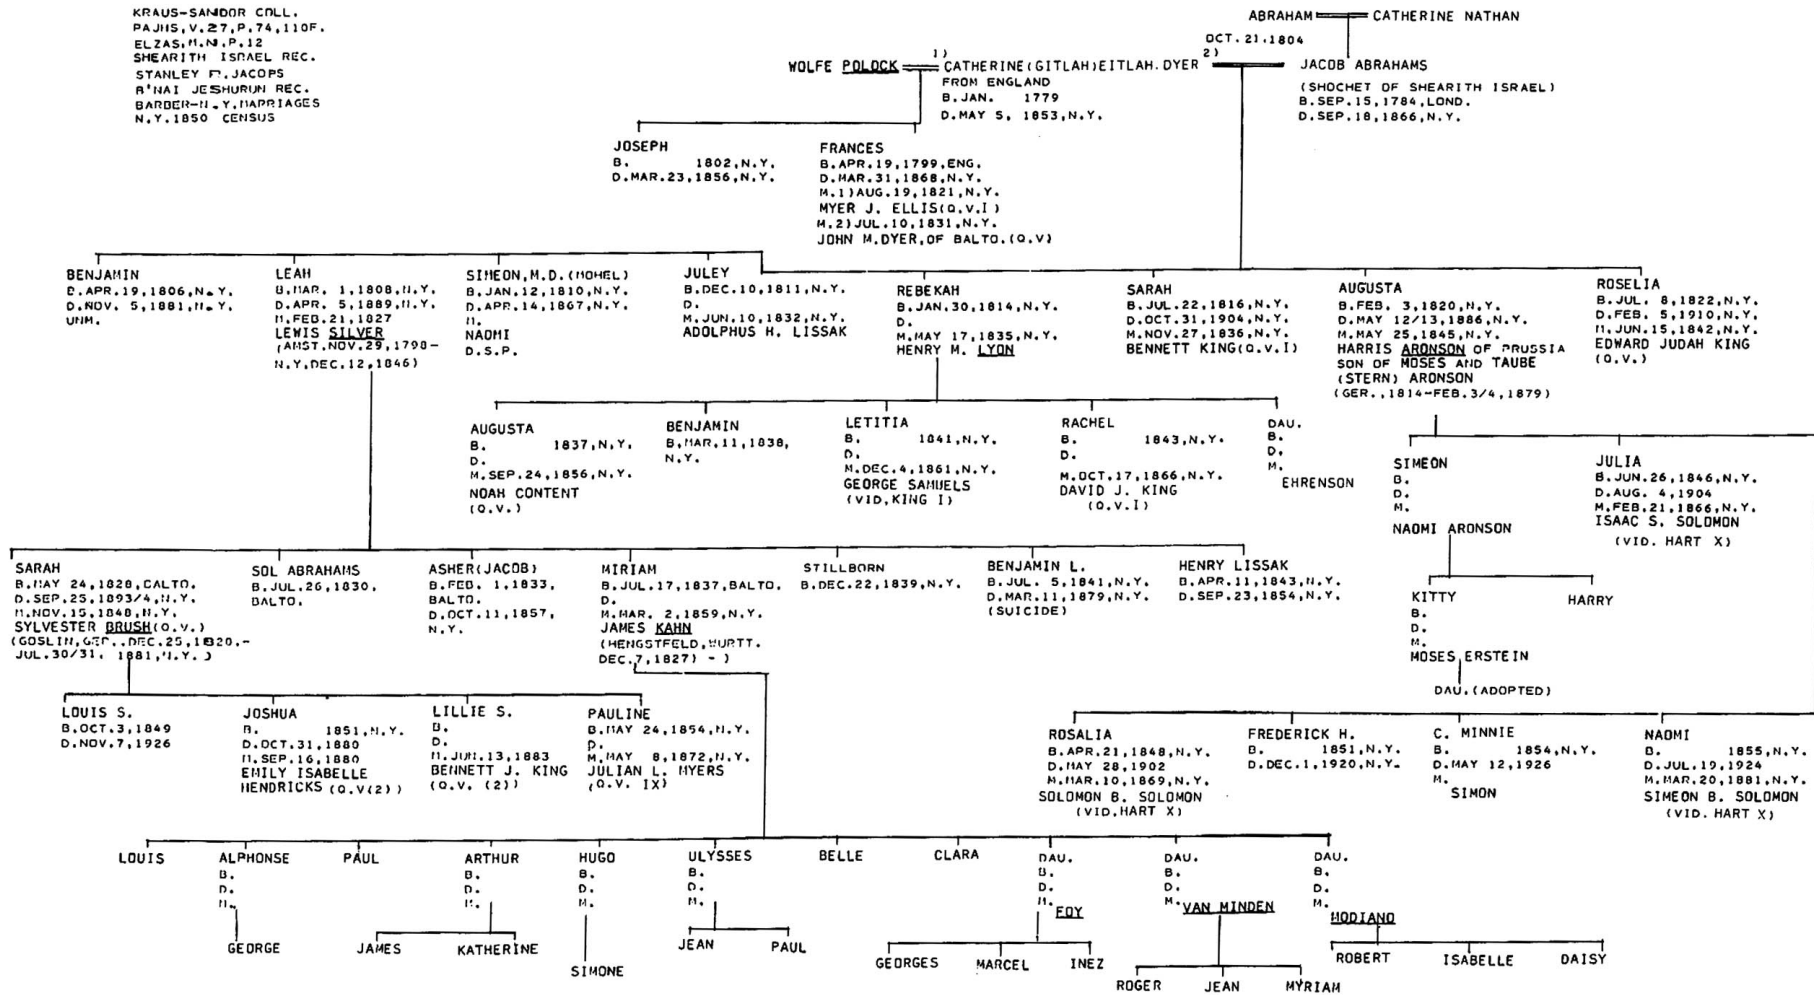 KRAUS-SANDOR COLL.
PAJHS, V.27, P.74, 110F.
ELZAS, M.N, P.12
SHEARITH ISRAEL REC.
STANLEY F. JACOPS
B'NAI JESHURUN REC.
BARBER-N.Y. MARRIAGES
N.Y. 1850 CENSUS
ABRAHAM CATHERINE NATHAN
OCT. 21, 1804
1) 2)
WOLFE POLOCK CATHERINE (GITLAH) EITLAH. DYER JACOB ABRAHAMS
FROM ENGLAND
B. JAN. 1779
D. MAY 5, 1853, N.Y.
(SHOCHET OF SHEARITH ISRAEL)
B. SEP. 15, 1784, LOND.
D. SEP. 18, 1866, N.Y.
JOSEPH
B. 1802, N.Y.
D. MAR. 23, 1856, N.Y.
FRANCES
B. APR. 19, 1799, ENG.
D. MAR. 31, 1868, N.Y.
M. 1) AUG. 19, 1821, N.Y.
MYER J. ELLIS (Q.V. I)
M. 2) JUL. 10, 1831, N.Y.
JOHN M. DYER, OF BALTO. (Q.V)
BENJAMIN
B. APR. 19, 1806, N.Y.
D. NOV. 5, 1881, N.Y.
UNM.
LEAH
B. MAR. 1, 1808, N.Y.
D. APR. 5, 1889, N.Y.
M. FEB. 21, 1827
LEWIS SILVER
(AMST. NOV. 29, 1798-
N.Y, DEC. 12, 1846)
SIMEON, M.D. (MOHEL)
B. JAN. 12, 1810, N.Y.
D. APR. 14, 1867, N.Y.
M.
NAOMI
D.S.P.
JULEY
B. DEC. 10, 1811, N.Y.
D.
M. JUN. 10, 1832, N.Y.
ADOLPHUS H. LISSAK
REBEKAH
B. JAN. 30, 1814, N.Y.
D.
M. MAY 17, 1835, N.Y.
HENRY M. LYON
SARAH
B. JUL. 22, 1816, N.Y.
D. OCT. 31, 1904, N.Y.
M. NOV. 27, 1836, N.Y.
BENNETT KING (Q.V. I)
AUGUSTA
B. FEB. 3, 1820, N.Y.
D. MAY 12/13, 1886, N.Y.
M. MAY 25, 1845, N.Y.
HARRIS ARONSON OF PRUSSIA
SON OF MOSES AND TAUBE
(STERN) ARONSON
(GER., 1814-FEB. 3/4, 1879)
ROSELIA
B. JUL. 8, 1822, N.Y.
D. FEB. 5, 1910, N.Y.
M. JUN. 15, 1842, N.Y.
EDWARD JUDAH KING
(Q.V.)
AUGUSTA
B. 1837, N.Y.
D.
M. SEP. 24, 1856, N.Y.
NOAH CONTENT
(Q.V.)
BENJAMIN
B. MAR. 11, 1838,
N.Y.
LETITIA
B. 1841, N.Y.
D.
M. DEC. 4, 1861, N.Y.
GEORGE SAMUELS
(VID, KING I)
RACHEL
B. 1843, N.Y.
D.
M. OCT. 17, 1866, N.Y.
DAVID J. KING
(Q.V. I)
DAU.
B.
D.
M.
EHRENSON
SIMEON
B.
D.
M.
NAOMI ARONSON
JULIA
B. JUN. 26, 1846, N.Y.
D. AUG. 4, 1904
M. FEB. 21, 1866, N.Y.
ISAAC S. SOLOMON
(VID. HART X)
SARAH
B. MAY 24, 1828, BALTO.
D. SEP. 25, 1893/4, N.Y.
M. NOV. 15, 1848, N.Y.
SYLVESTER BRUSH (Q.V.)
(GOSLIN, GER., DEC. 25, 1820.-
JUL. 30/31, 1881, N.Y.)
SOL ABRAHAMS
B. JUL. 26, 1830,
BALTO.
ASHER (JACOB)
B. FEB. 1, 1833,
BALTO.
D. OCT. 11, 1857,
N.Y.
MIRIAM
B. JUL. 17, 1837, BALTO.
D.
M. MAR. 2, 1859, N.Y.
JAMES KAHN
(HENGSTFELD, WURTT.
DEC. 7, 1827) - )
STILLBORN
B. DEC. 22, 1839, N.Y.
BENJAMIN L.
B. JUL. 5, 1841, N.Y.
D. MAR. 11, 1879, N.Y.
(SUICIDE)
HENRY LISSAK
B. APR. 11, 1843, N.Y.
D. SEP. 23, 1854, N.Y.
KITTY
B.
D.
M.
MOSES ERSTEIN
HARRY
DAU. (ADOPTED)
LOUIS S.
B. OCT. 3, 1849
D. NOV. 7, 1926
JOSHUA
B. 1851, N.Y.
D. OCT. 31, 1880
M. SEP. 16, 1880
EMILY ISABELLE
HENDRICKS (Q.V (2))
LILLIE S.
B.
D.
M. JUN. 13, 1883
BENNETT J. KING
(Q.V. (2))
PAULINE
B. MAY 24, 1854, N.Y.
D.
M. MAY 8, 1872, N.Y.
JULIAN L. MYERS
(Q.V. IX)
ROSALIA
B. APR. 21, 1848, N.Y.
D. MAY 28, 1902
M. MAR. 10, 1869, N.Y.
SOLOMON B. SOLOMON
(VID. HART X)
FREDERICK H.
B. 1851, N.Y.
D. DEC. 1, 1920, N.Y.
C. MINNIE
B. 1854, N.Y.
D. MAY 12, 1926
M.
SIMON
NAOMI
B. 1855, N.Y.
D. JUL. 19, 1924
M. MAR. 20, 1881, N.Y.
SIMEON B. SOLOMON
(VID. HART X)
LOUIS
ALPHONSE
B.
D.
M.
PAUL
ARTHUR
B.
D.
M.
HUGO
B.
D.
M.
ULYSSES
B.
D.
M.
BELLE
CLARA
DAU.
B.
D.
M.
FOY
DAU.
B.
D.
M.
VAN MINDEN
DAU.
B.
D.
M.
MODIANO
GEORGE
JAMES KATHERINE
SIMONE
JEAN PAUL
GEORGES MARCEL INEZ
ROGER JEAN MYRIAM
ROBERT ISABELLE DAISY